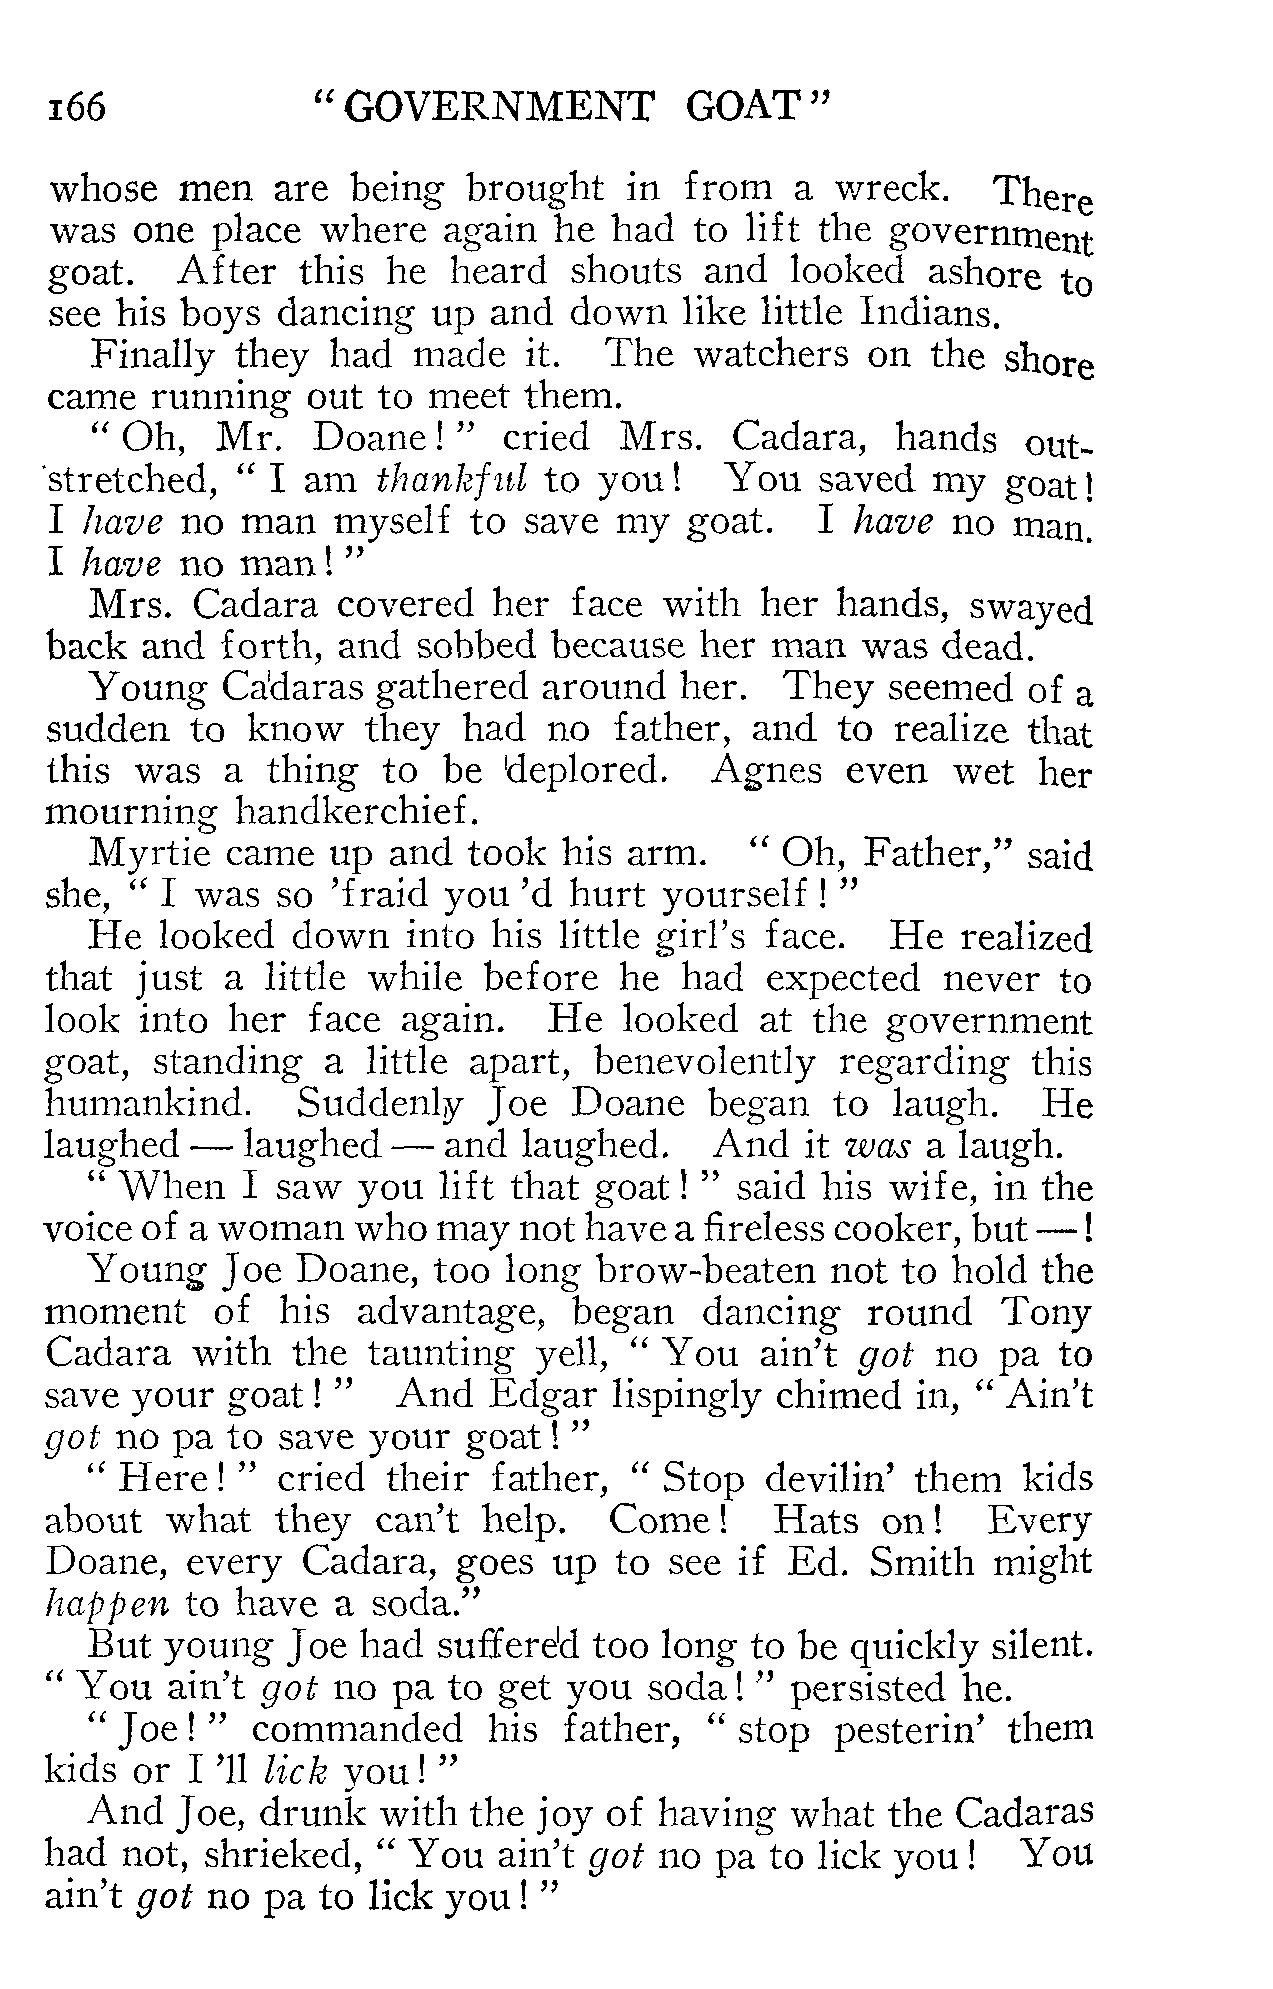 166 “ GOVERNMENT GOAT ”
whose men are being brought in from a wreck. There
was one place where again he had to lift the government
goat. After this he heard shouts and looked ashore to
see his boys dancing up and down like little Indians.
Finally they had made it. The watchers on the shore
came running out to meet them.
“ Oh, Mr. Doane! ” cried Mrs. Cadara, hands out-
stretched, “ I am thankful to you! You saved my goat!
I have no man myself to save my goat. I have no man.
I have no man! ”
Mrs. Cadara covered her face with her hands, swayed
back and forth, and sobbed because her man was dead.
Young Cadaras gathered around her. They seemed of a
sudden to know they had no father, and to realize that
this was a thing to be deplored. Agnes even wet her
mourning handkerchief.
Myrtie came up and took his arm. “ Oh, Father,” said
she, “ I was so ’fraid you ’d hurt yourself! ”
He looked down into his little girl’s face. He realized
that just a little while before he had expected never to
look into her face again. He looked at the government
goat, standing a little apart, benevolently regarding this
humankind. Suddenly Joe Doane began to laugh. He
laughed — laughed — and laughed. And it was a laugh.
“ When I saw you lift that goat! ” said his wife, in the
voice of a woman who may not have a fireless cooker, but —!
Young Joe Doane, too long brow-beaten not to hold the
moment of his advantage, began dancing round Tony
Cadara with the taunting yell, “ You ain’t got no pa to
save your goat! ” And Edgar lispingly chimed in, “ Ain’t
got no pa to save your goat! ”
“ Here! ” cried their father, “ Stop devilin’ them kids
about what they can’t help. Come! Hats on! Every
Doane, every Cadara, goes up to see if Ed. Smith might
happen to have a soda.”
But young Joe had suffered too long to be quickly silent.
“ You ain’t got no pa to get you soda! ” persisted he.
“ Joe! ” commanded his father, “ stop pesterin’ them
kids or I ’ll lick you! ”
And Joe, drunk with the joy of having what the Cadaras
had not, shrieked, “ You ain’t got no pa to lick you! You
ain’t got no pa to lick you! ”